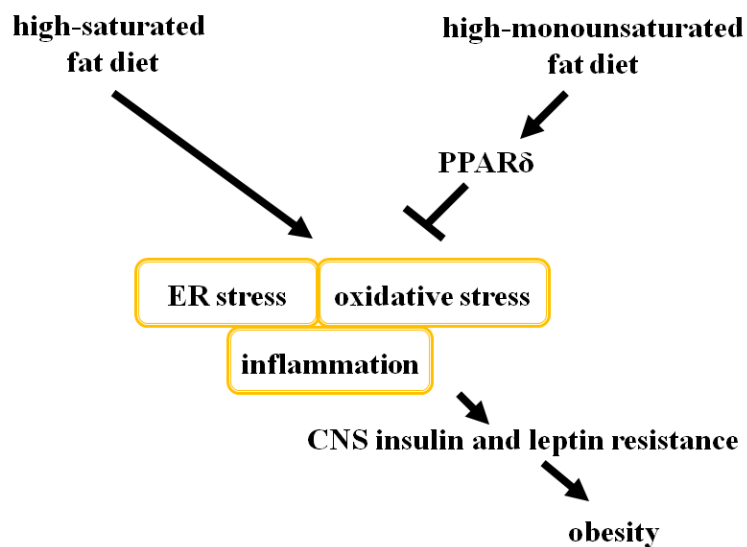 high-saturated
fat diet
high-monounsaturated
fat diet
PPARδ
ER stress
oxidative stress
inflammation
CNS insulin and leptin resistance
obesity